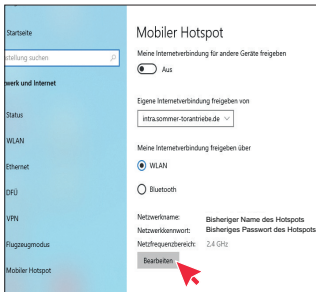 Startseite
stellung suchen
werk und Internet
Status
WLAN
Ethernet
DFÜ
VPN
Flugzeugmodus
Mobiler Hotspot
Mobiler Hotspot
Meine Internetverbindung für andere Geräte freigeben
Aus
Eigene Internetverbindung freigeben von
intra.sommer-torantriebe.de
Meine Internetverbindung freigeben über
WLAN
Bluetooth
Netzwerkname: Bisheriger Name des Hotspots
Netzwerkkennwort: Bisheriges Passwort des Hotspots
Netzfrequenzbereich: 2,4 GHz
Bearbeiten